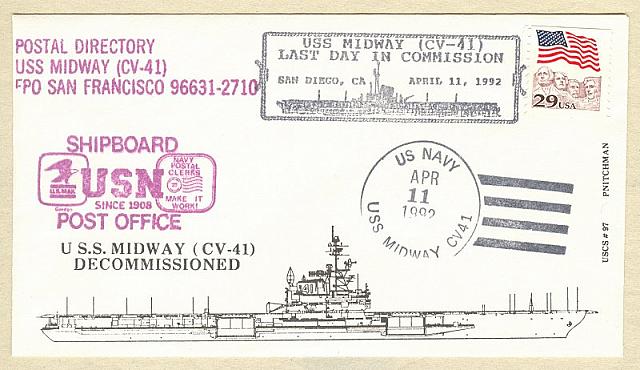 POSTAL DIRECTORY
USS MIDWAY (CV-41)
FPO SAN FRANCISCO 96631-2710
USS MIDWAY (CV-41)
LAST DAY IN COMMISSION
SAN DIEGO, CA APRIL 11, 1992
29 USA
SHIPBOARD
U.S. MAIL
USN
SINCE 1908
NAVY
POSTAL
CLERKS
MAKE IT
WORK!
POST OFFICE
US NAVY
APR
11
1992
USS MIDWAY CV41
U.S.S. MIDWAY (CV-41)
DECOMMISSIONED
41
USCS # 97 PNITCHMAN